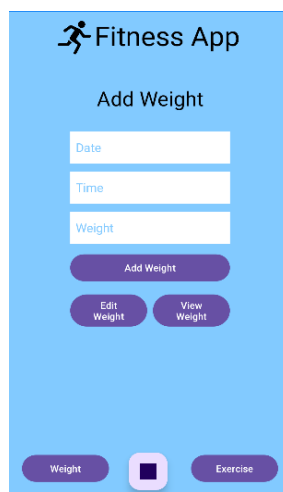 Fitness App
Add Weight
Date
Time
Weight
Add Weight
Edit
Weight
View
Weight
Weight
Exercise